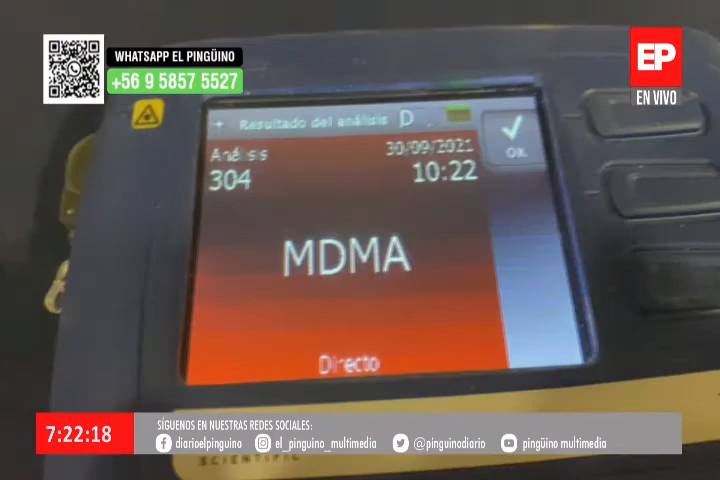 WHATSAPP EL PINGÜINO
+56 9 5857 5527
EP
EN VIVO
+ Resultado del análisis D
Análisis 30/09/2021
304 10:22
OK
MDMA
Directo
7:22:18
SÍGUENOS EN NUESTRAS REDES SOCIALES:
diarioelpinguino el_pinguino_multimedia @pinguinodiario pingüino multimedia
SCIENTIFIC